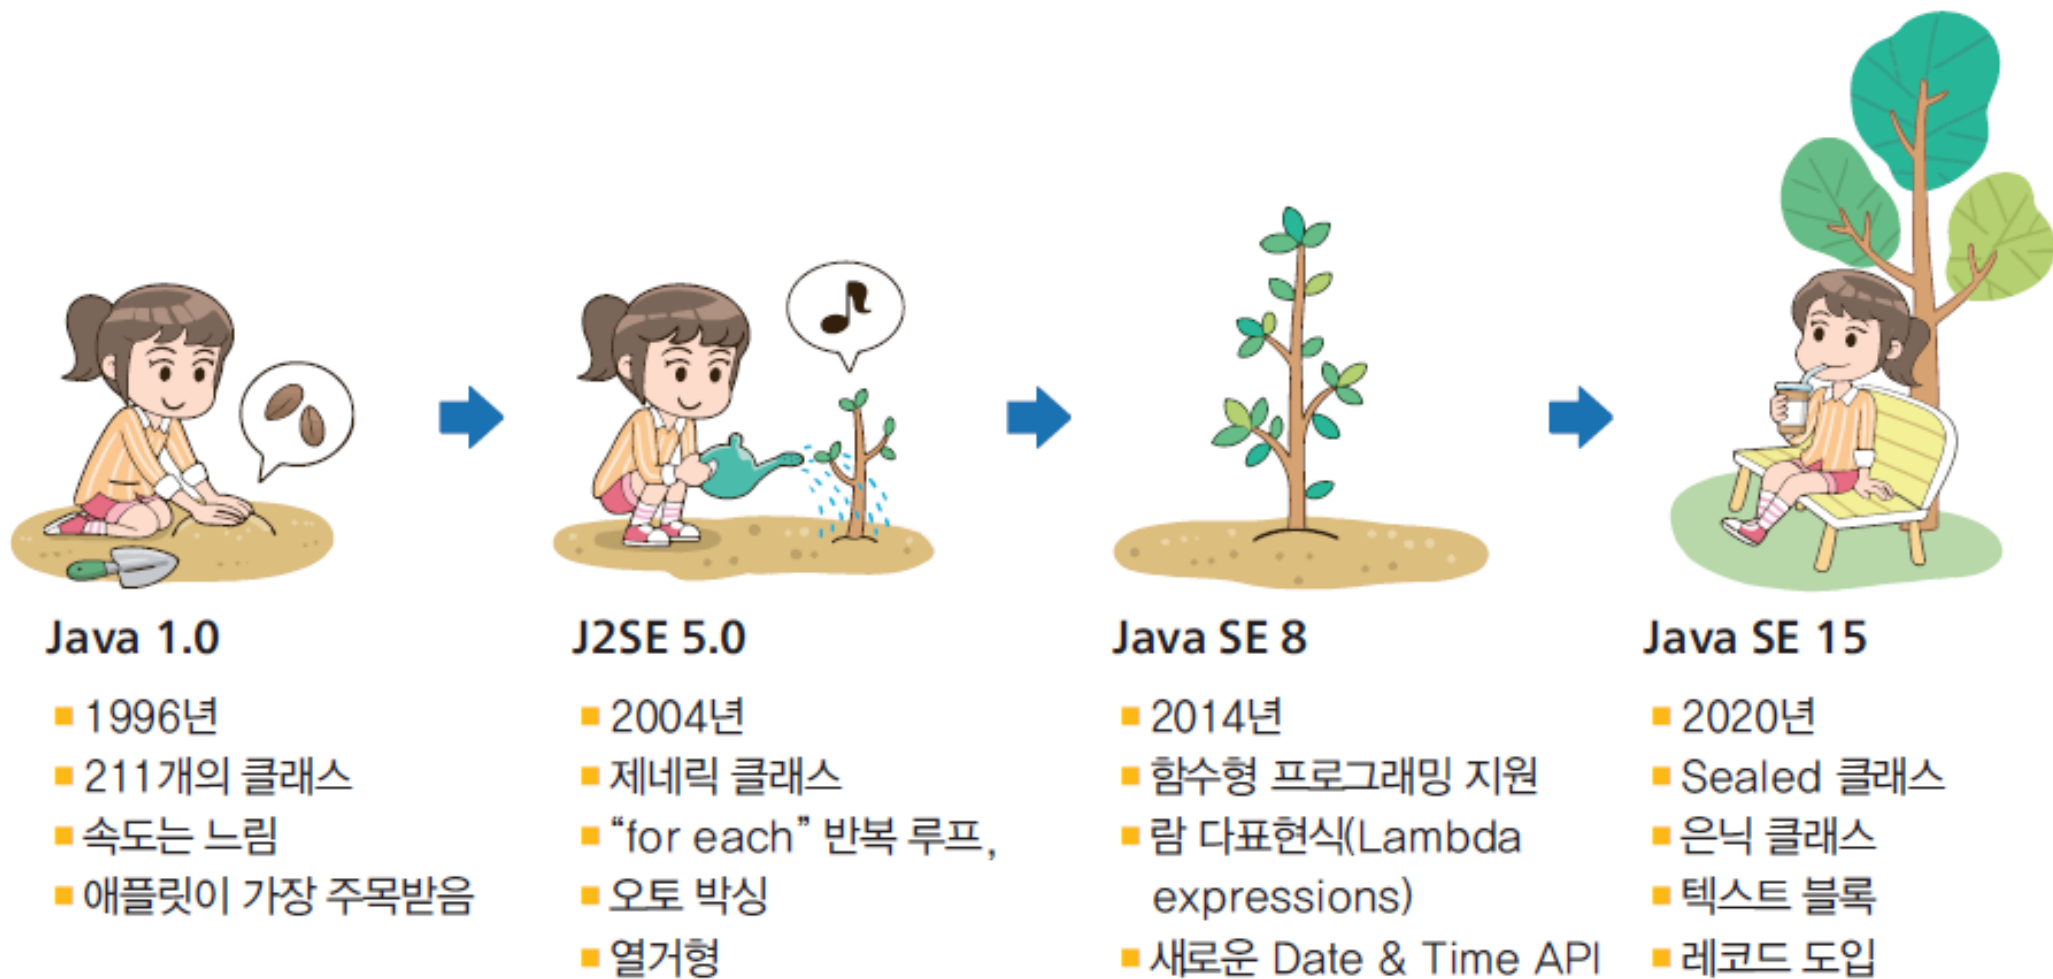 Java 1.0
1996년
211개의 클래스
속도는 느림
애플릿이 가장 주목받음
J2SE 5.0
2004년
제네릭 클래스
“for each” 반복 루프,
오토 박싱
열거형
Java SE 8
2014년
함수형 프로그래밍 지원
람 다표현식(Lambda
expressions)
새로운 Date & Time API
Java SE 15
2020년
Sealed 클래스
은닉 클래스
텍스트 블록
레코드 도입